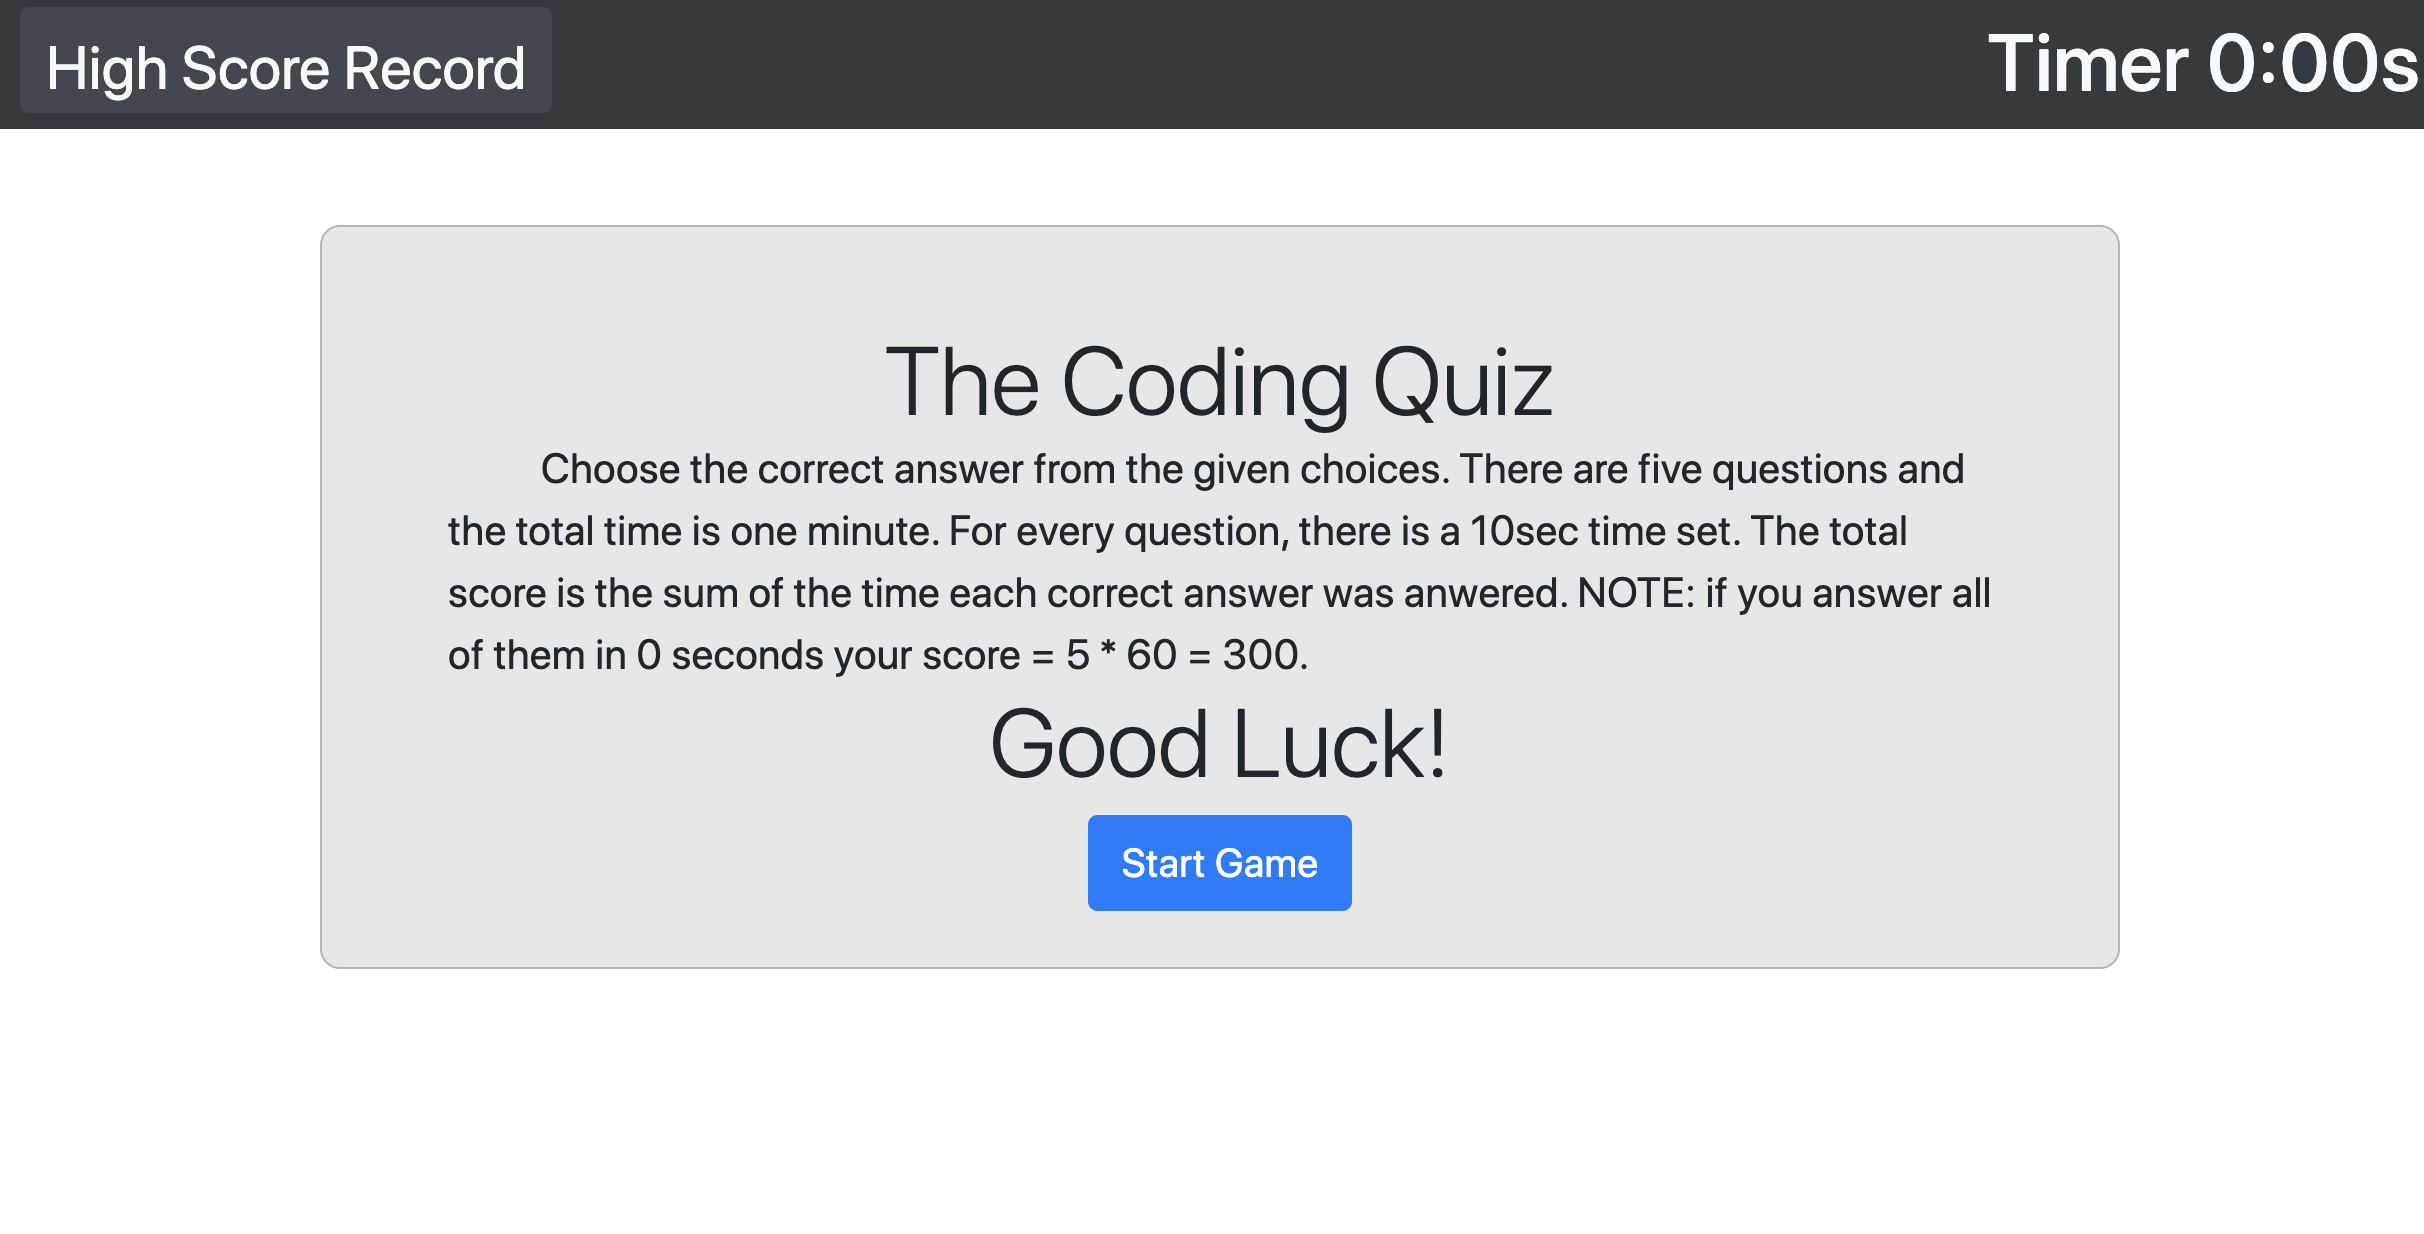 High Score Record
Timer 0:00s
The Coding Quiz
Choose the correct answer from the given choices. There are five questions and
the total time is one minute. For every question, there is a 10sec time set. The total
score is the sum of the time each correct answer was anwered. NOTE: if you answer all
of them in 0 seconds your score = 5 * 60 = 300.
Good Luck!
Start Game